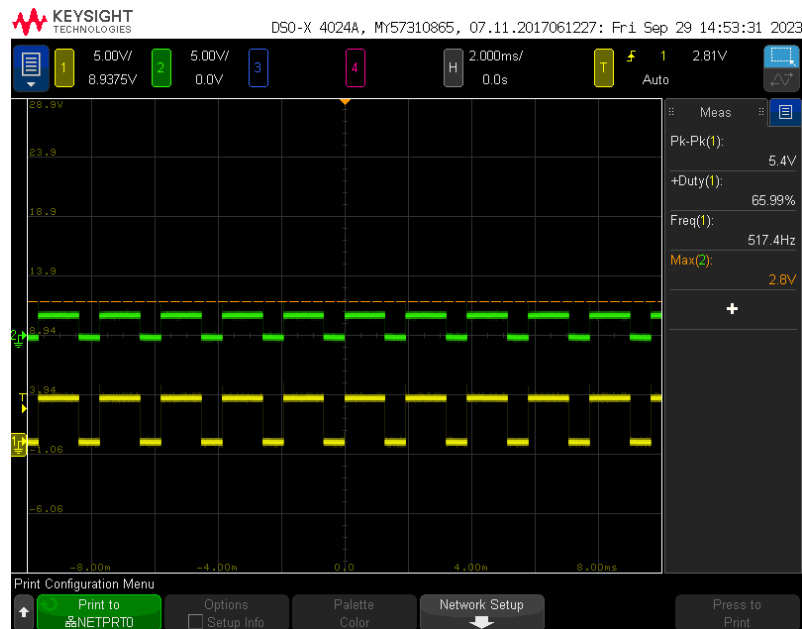 KEYSIGHT
TECHNOLOGIES
DSO-X 4024A, MY57310865, 07.11.2017061227: Fri Sep 29 14:53:31 2023
1 5.00V/ 2 5.00V/ 3 4 H 2.000ms/ T 1 2.81V
8.9375V 0.0V 0.0s Auto
28.9V
23.9
18.9
13.9
8.94
3.94
-1.06
-6.06
2
T
1
-8.00m -4.00m 0.0 4.00m 8.00ms
Meas
Pk-Pk(1):
5.4V
+Duty(1):
65.99%
Freq(1):
517.4Hz
Max(2):
2.8V
+
Print Configuration Menu
Print to Options Palette Network Setup Press to
NETPRT0 Setup Info Color Print